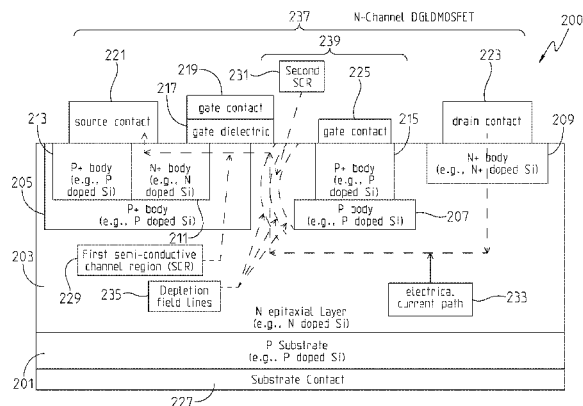 237
N-Channel DGLDMOSFET
200
239
221
219
231
Second
SCR
225
223
217
gate contact
213
source contact
gate dielectric
gate contact
215
drain contact
209
P+ body
(e.g., P
doped Si)
N+ body
(e.g., N
doped Si)
P+ body
(e.g., P
doped Si)
N+ body
(e.g., N+ doped Si)
205
P+ body
(e.g., P doped Si)
211
P body
(e.g., P doped Si)
207
203
First semi-conductive
channel region (SCR)
229
235
Depletion
field lines
electrical
current path
233
N epitaxial Layer
(e.g., N doped Si)
P Substrate
(e.g., P doped Si)
201
Substrate Contact
227